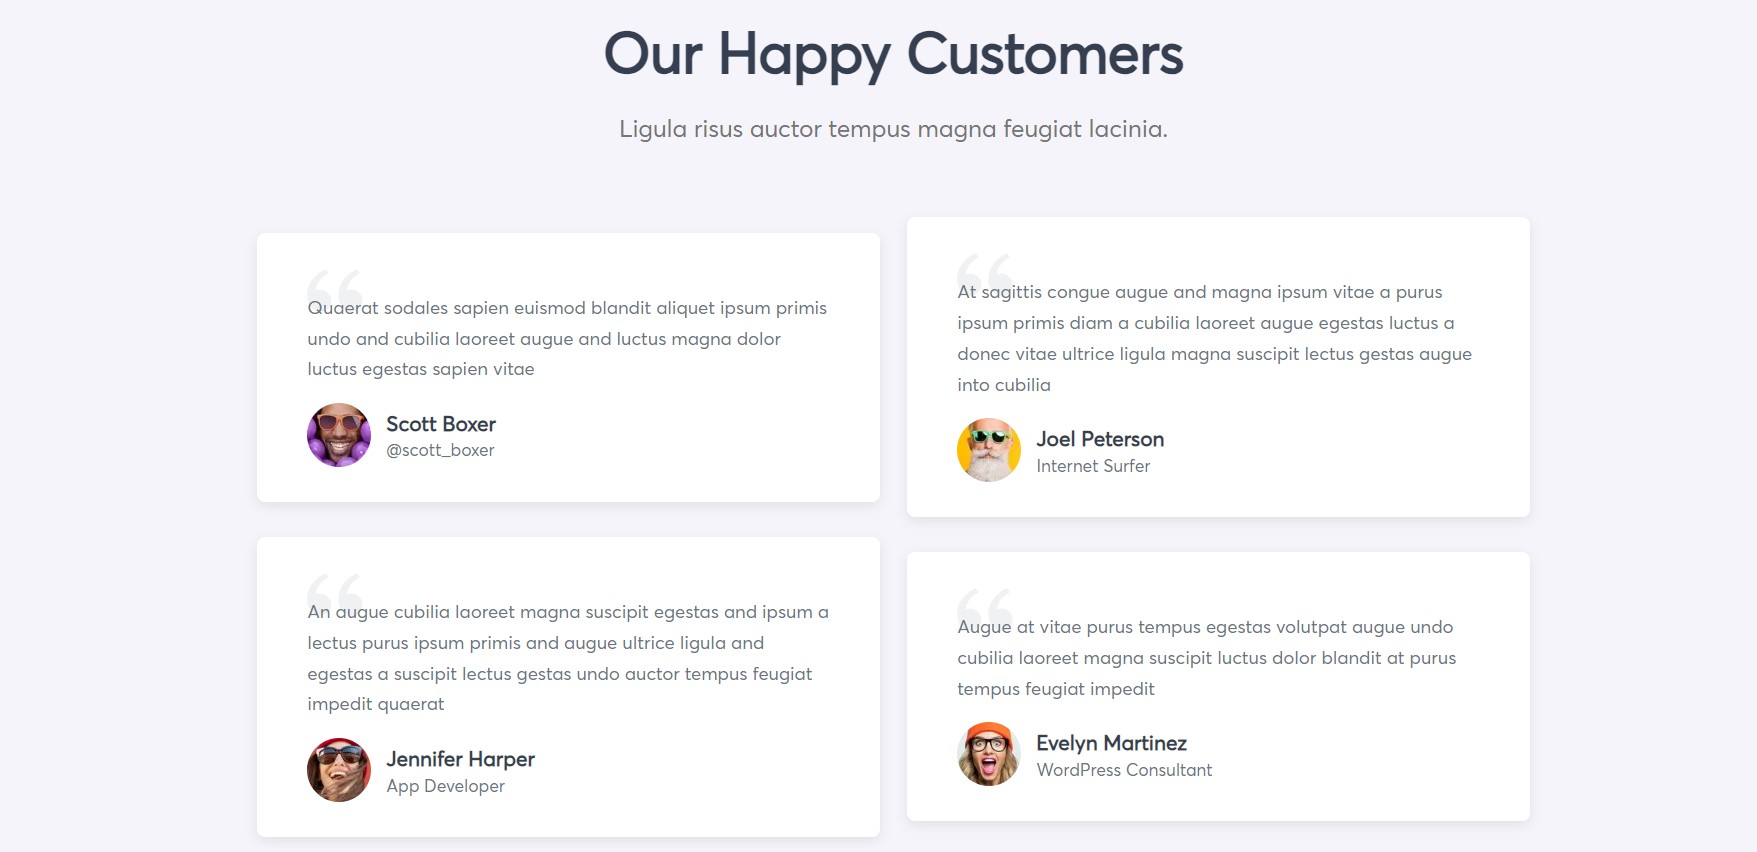 Our Happy Customers
Ligula risus auctor tempus magna feugiat lacinia.
Quaerat sodales sapien euismod blandit aliquet ipsum primis
undo and cubilia laoreet augue and luctus magna dolor
luctus egestas sapien vitae
Scott Boxer
@scott_boxer
At sagittis congue augue and magna ipsum vitae a purus
ipsum primis diam a cubilia laoreet augue egestas luctus a
donec vitae ultrice ligula magna suscipit lectus gestas augue
into cubilia
Joel Peterson
Internet Surfer
An augue cubilia laoreet magna suscipit egestas and ipsum a
lectus purus ipsum primis and augue ultrice ligula and
egestas a suscipit lectus gestas undo auctor tempus feugiat
impedit quaerat
Jennifer Harper
App Developer
Augue at vitae purus tempus egestas volutpat augue undo
cubilia laoreet magna suscipit luctus dolor blandit at purus
tempus feugiat impedit
Evelyn Martinez
WordPress Consultant